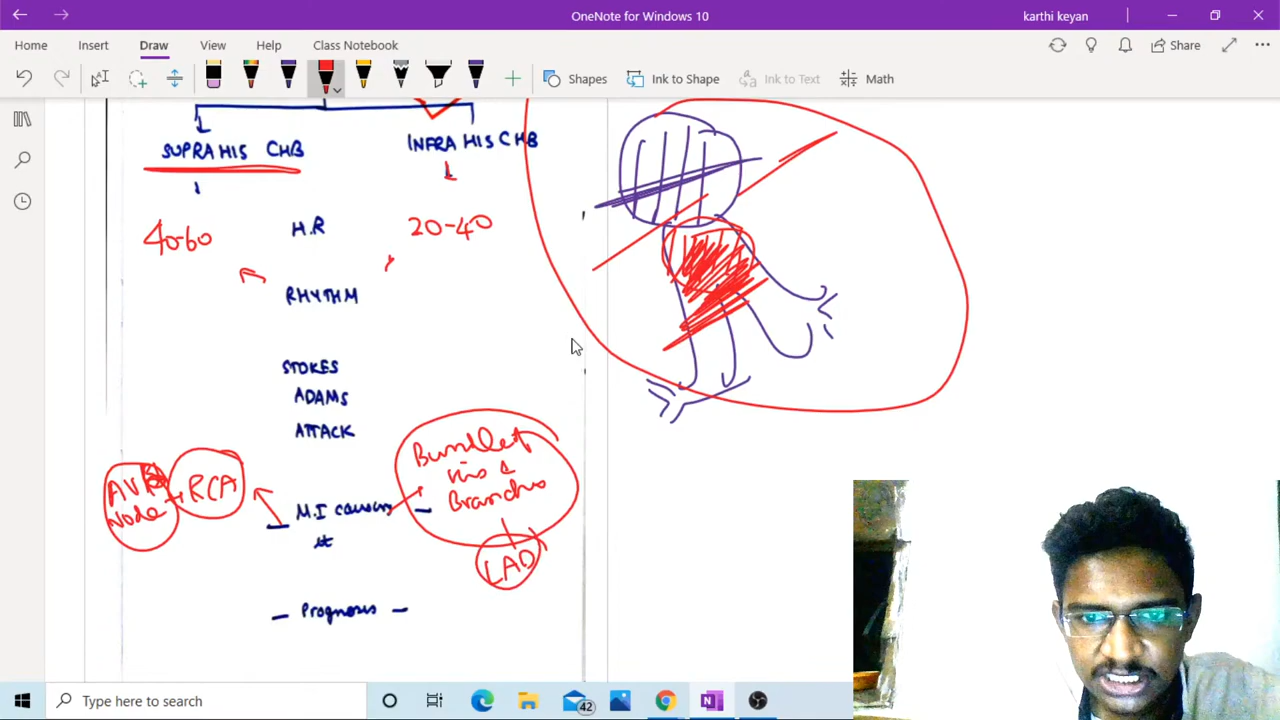 OneNote for Windows 10
karthi keyan
Home Insert Draw View Help Class Notebook
Share
Shapes Ink to Shape Ink to Text Math
SUPRA HIS CHB
INFRA HIS CHB
40-60
H.R
20-40
RHYTHM
STOKES
ADAMS
ATTACK
Bundle
His &
Branches
AV
Node
RCA
M.I causing
it
LAD
Prognosis
Type here to search
42